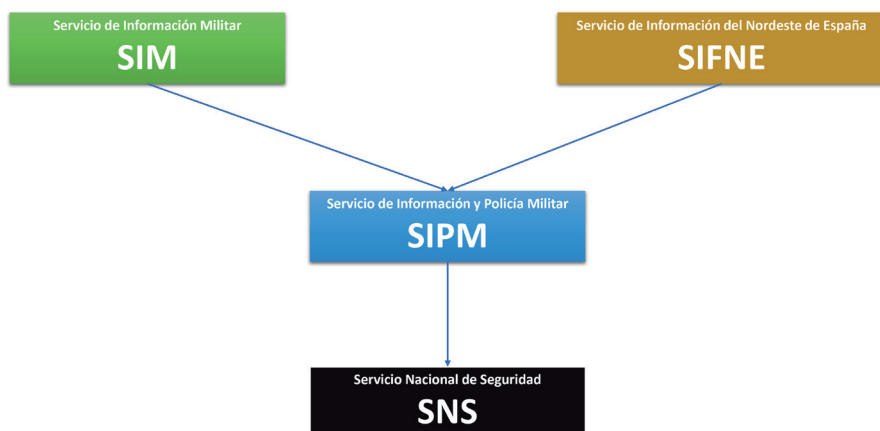 Servicio de Información Militar
SIM
Servicio de Información del Nordeste de España
SIFNE
Servicio de Información y Policía Militar
SIPM
Servicio Nacional de Seguridad
SNS